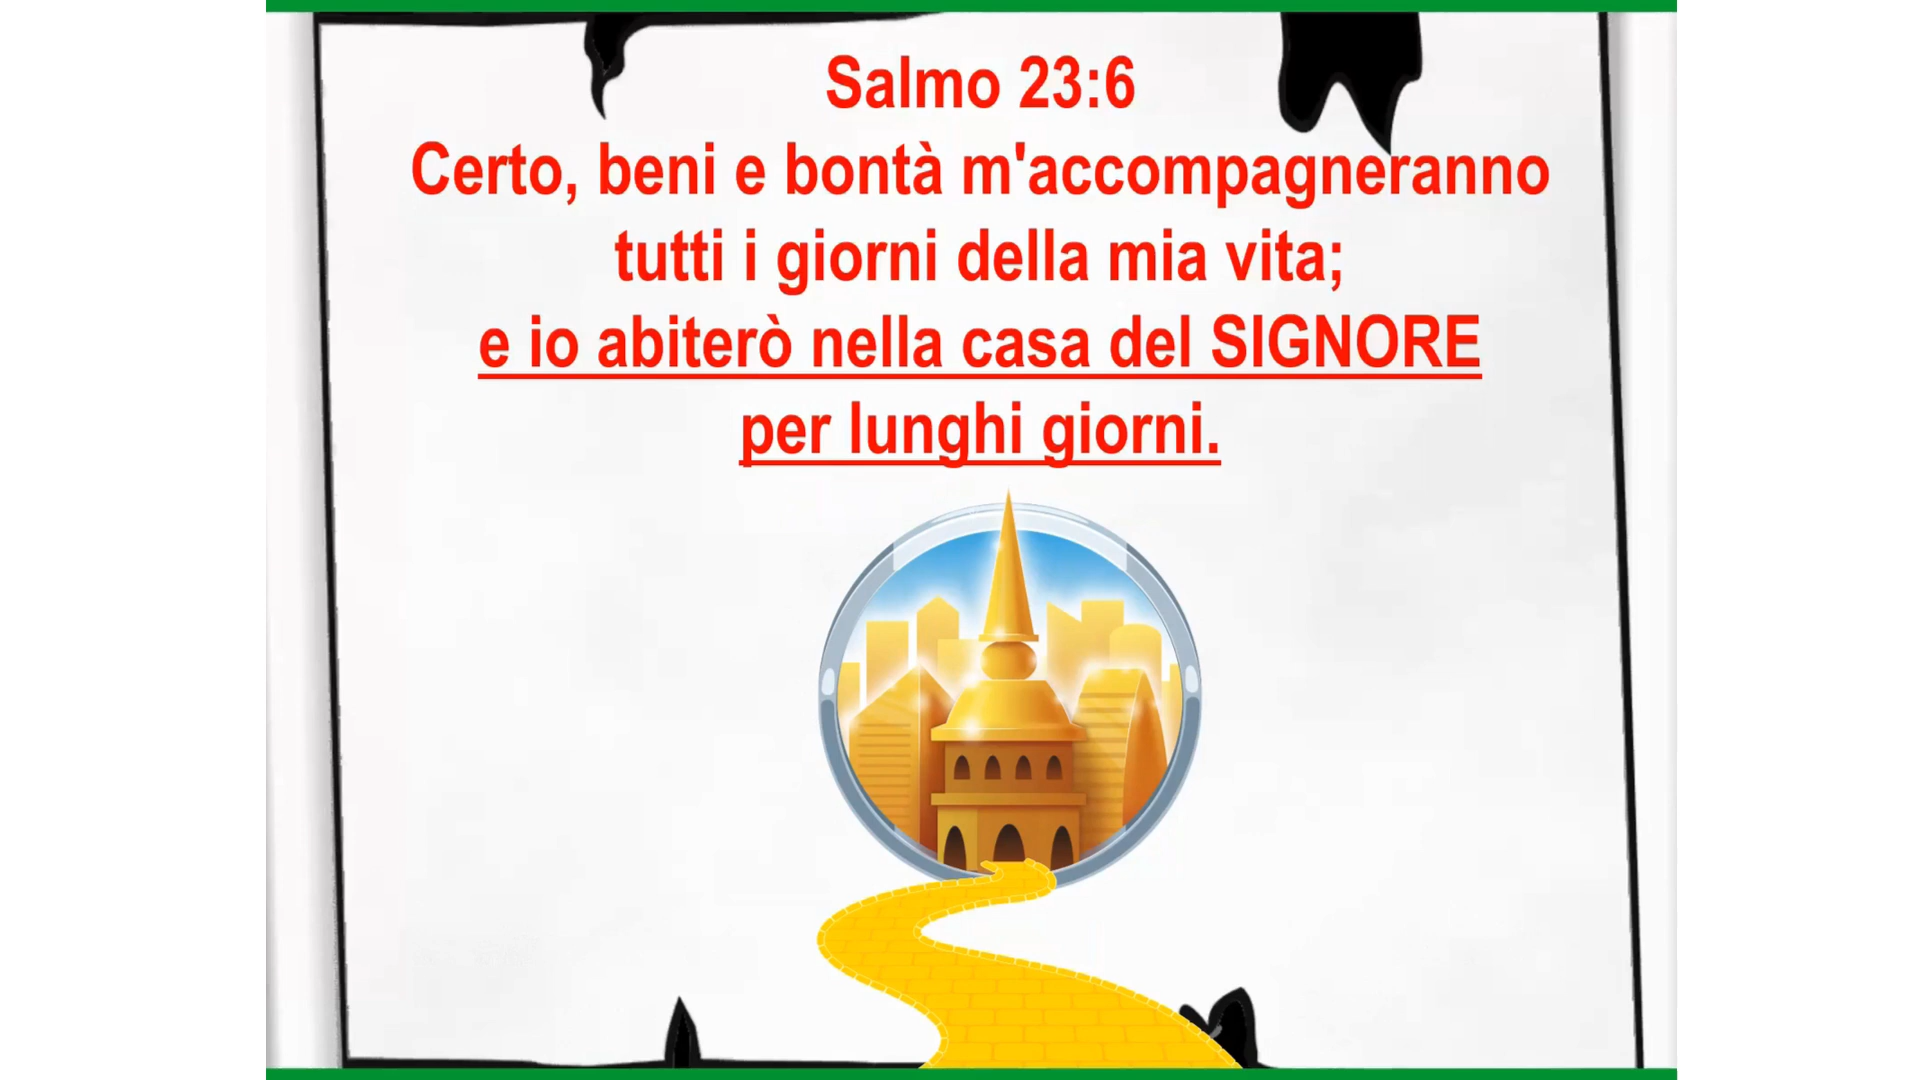 Salmo 23:6
Certo, beni e bontà m'accompagneranno
tutti i giorni della mia vita;
e io abiterò nella casa del SIGNORE
per lunghi giorni.